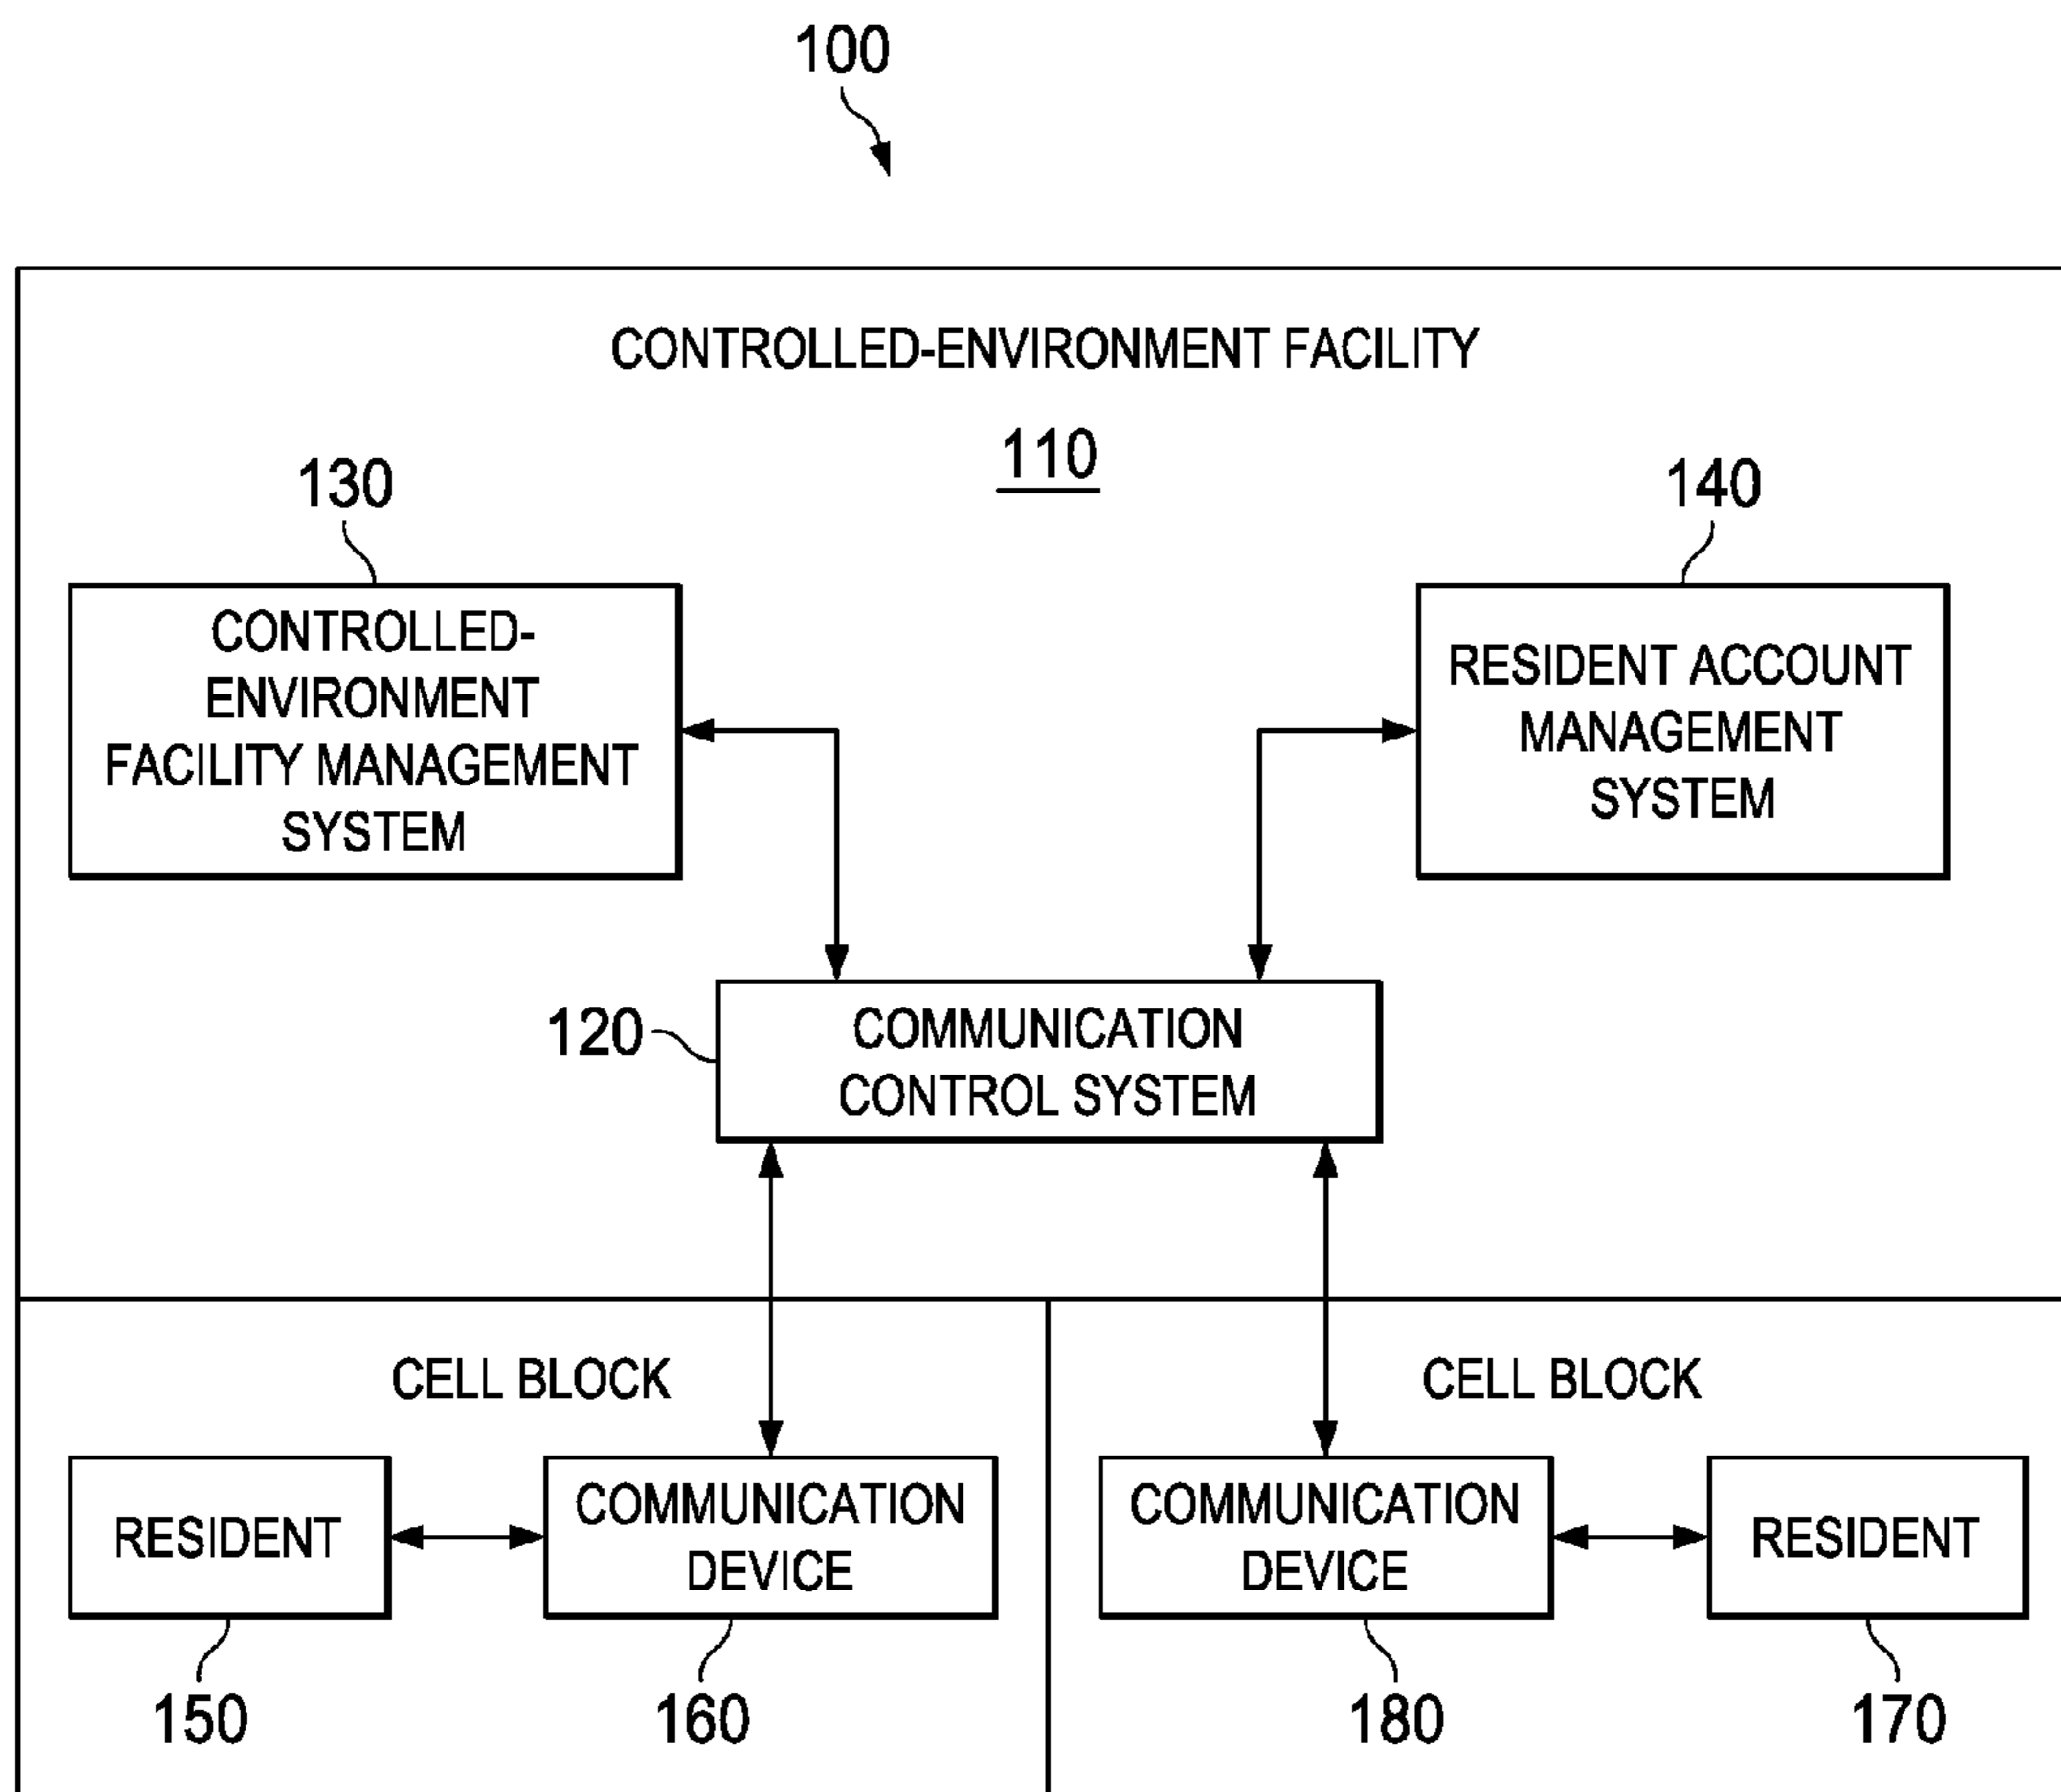 100
CONTROLLED-ENVIRONMENT FACILITY
110
130
140
CONTROLLED-
ENVIRONMENT
FACILITY MANAGEMENT
SYSTEM
RESIDENT ACCOUNT
MANAGEMENT
SYSTEM
120
COMMUNICATION
CONTROL SYSTEM
CELL BLOCK
CELL BLOCK
RESIDENT
COMMUNICATION
DEVICE
COMMUNICATION
DEVICE
RESIDENT
150
160
180
170